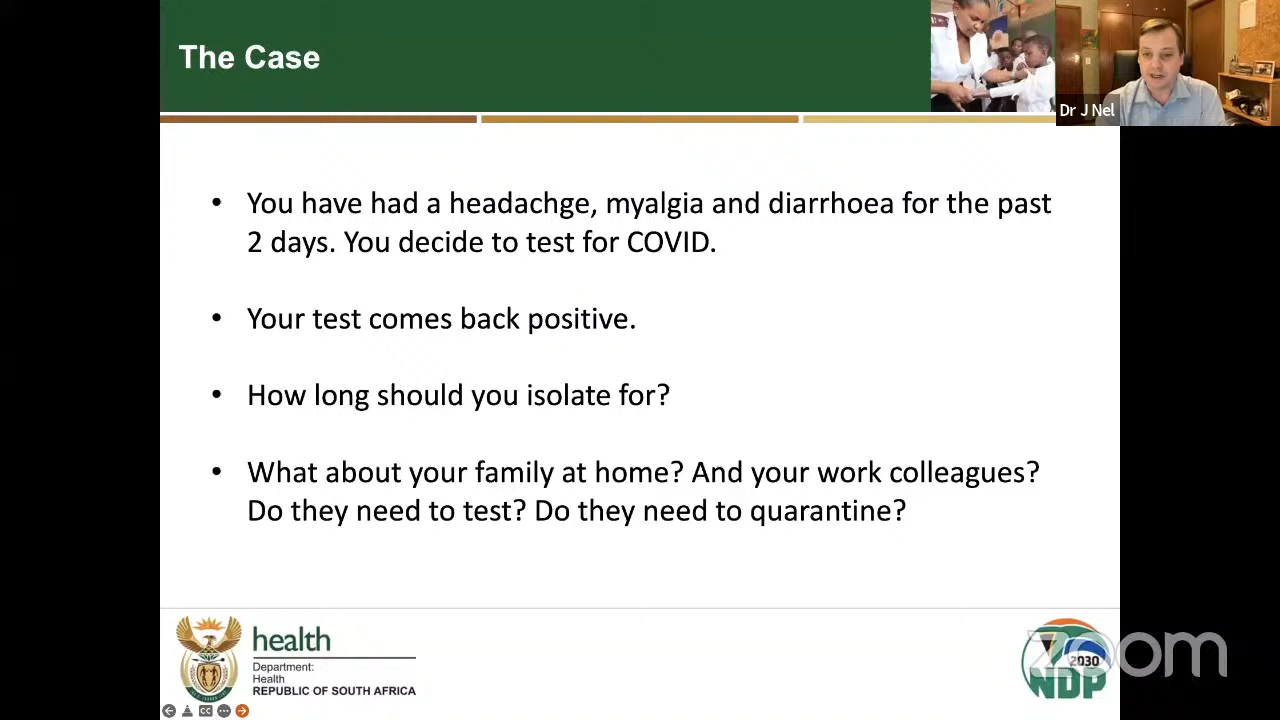 The Case
Dr J Nel
• You have had a headachge, myalgia and diarrhoea for the past
2 days. You decide to test for COVID.
• Your test comes back positive.
• How long should you isolate for?
• What about your family at home? And your work colleagues?
Do they need to test? Do they need to quarantine?
health
Department:
Health
REPUBLIC OF SOUTH AFRICA
2030
NDP
zoom